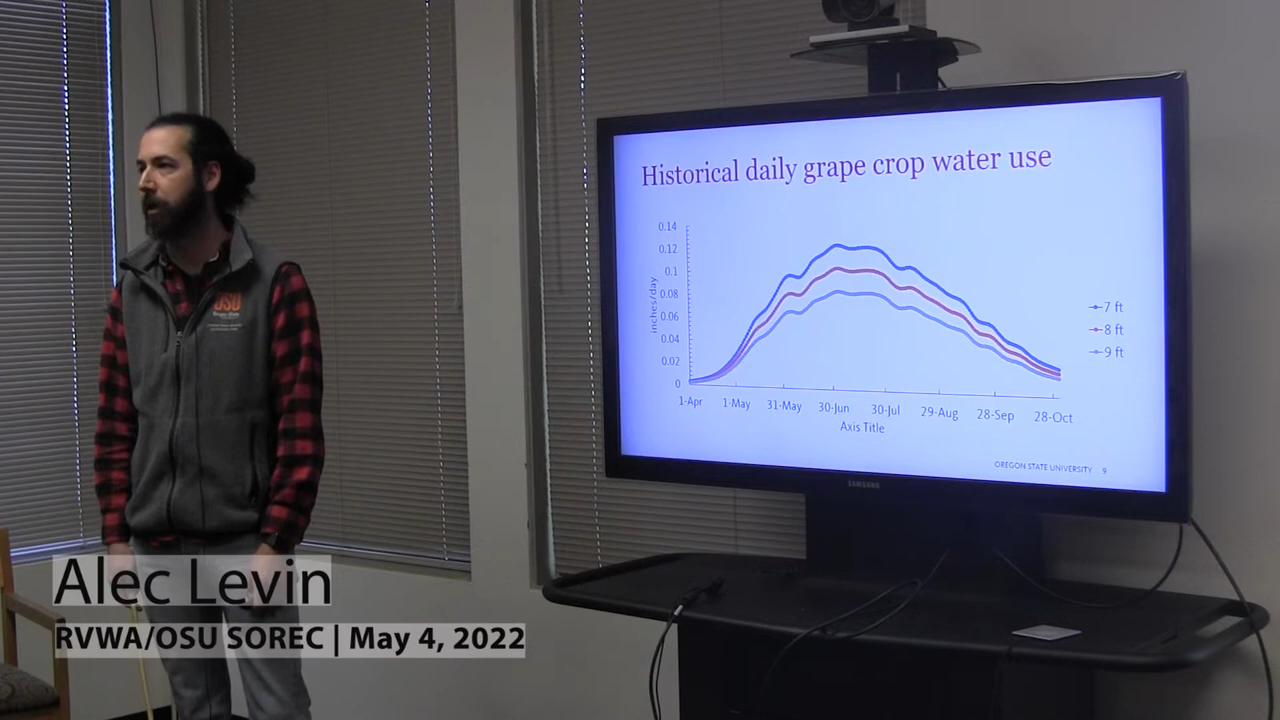 OSU
Oregon State
Historical daily grape crop water use
0.14
0.12
0.1
0.08
0.06
0.04
0.02
0
inches/day
1-Apr 1-May 31-May 30-Jun 30-Jul 29-Aug 28-Sep 28-Oct
Axis Title
7 ft
8 ft
9 ft
OREGON STATE UNIVERSITY 9
SAMSUNG
Alec Levin
RVWA/OSU SOREC | May 4, 2022